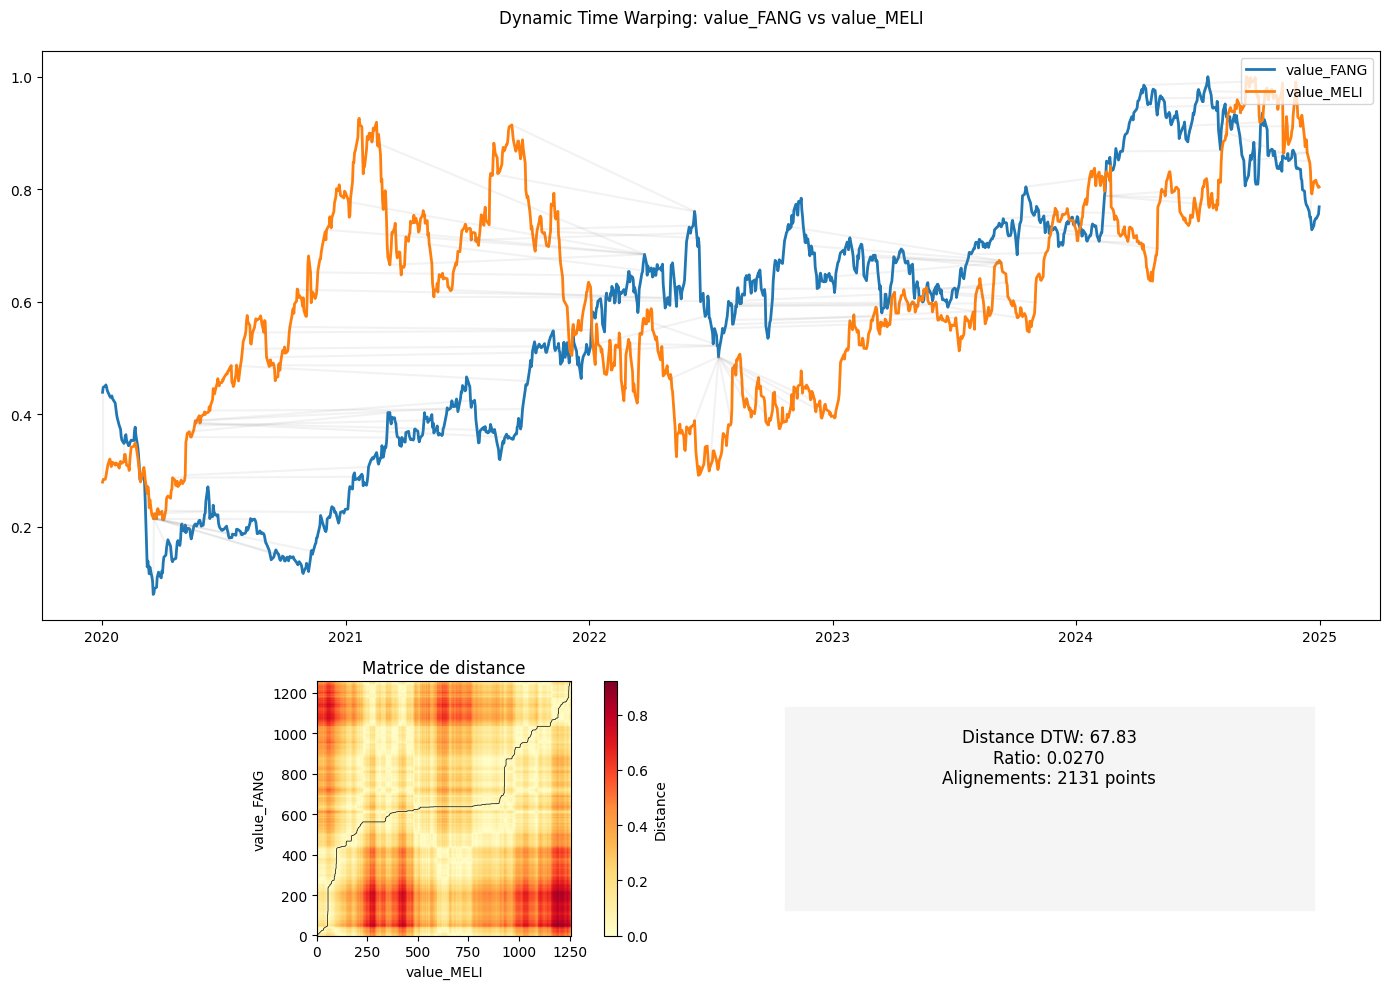 Dynamic Time Warping: value_FANG vs value_MELI
1.0
0.8
0.6
0.4
0.2
value_FANG
value_MELI
2020
2021
2022
2023
2024
2025
Matrice de distance
1200
1000
800
600
400
200
0
value_FANG
0
250
500
750
1000
1250
value_MELI
0.8
0.6
0.4
0.2
0.0
Distance
Distance DTW: 67.83
Ratio: 0.0270
Alignements: 2131 points